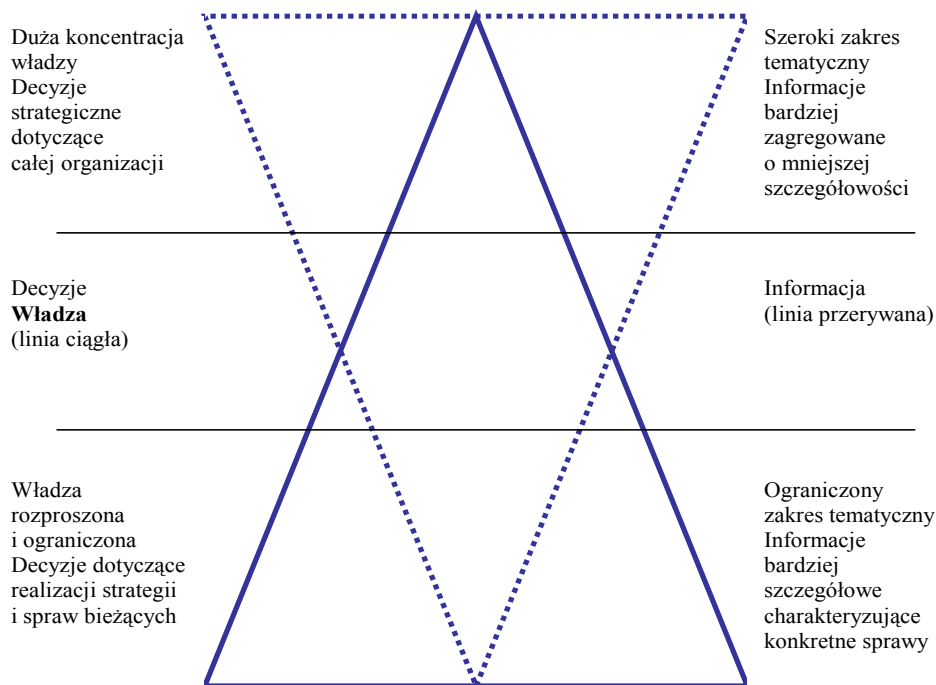 Duża koncentracja
władzy
Decyzje
strategiczne
dotyczące
całej organizacji
Szeroki zakres
tematyczny
Informacje
bardziej
zagregowane
o mniejszej
szczegółowości
Decyzje
Władza
(linia ciągła)
Informacja
(linia przerywana)
Władza
rozproszona
i ograniczona
Decyzje dotyczące
realizacji strategii
i spraw bieżących
Ograniczony
zakres tematyczny
Informacje
bardziej
szczegółowe
charakteryzujące
konkretne sprawy